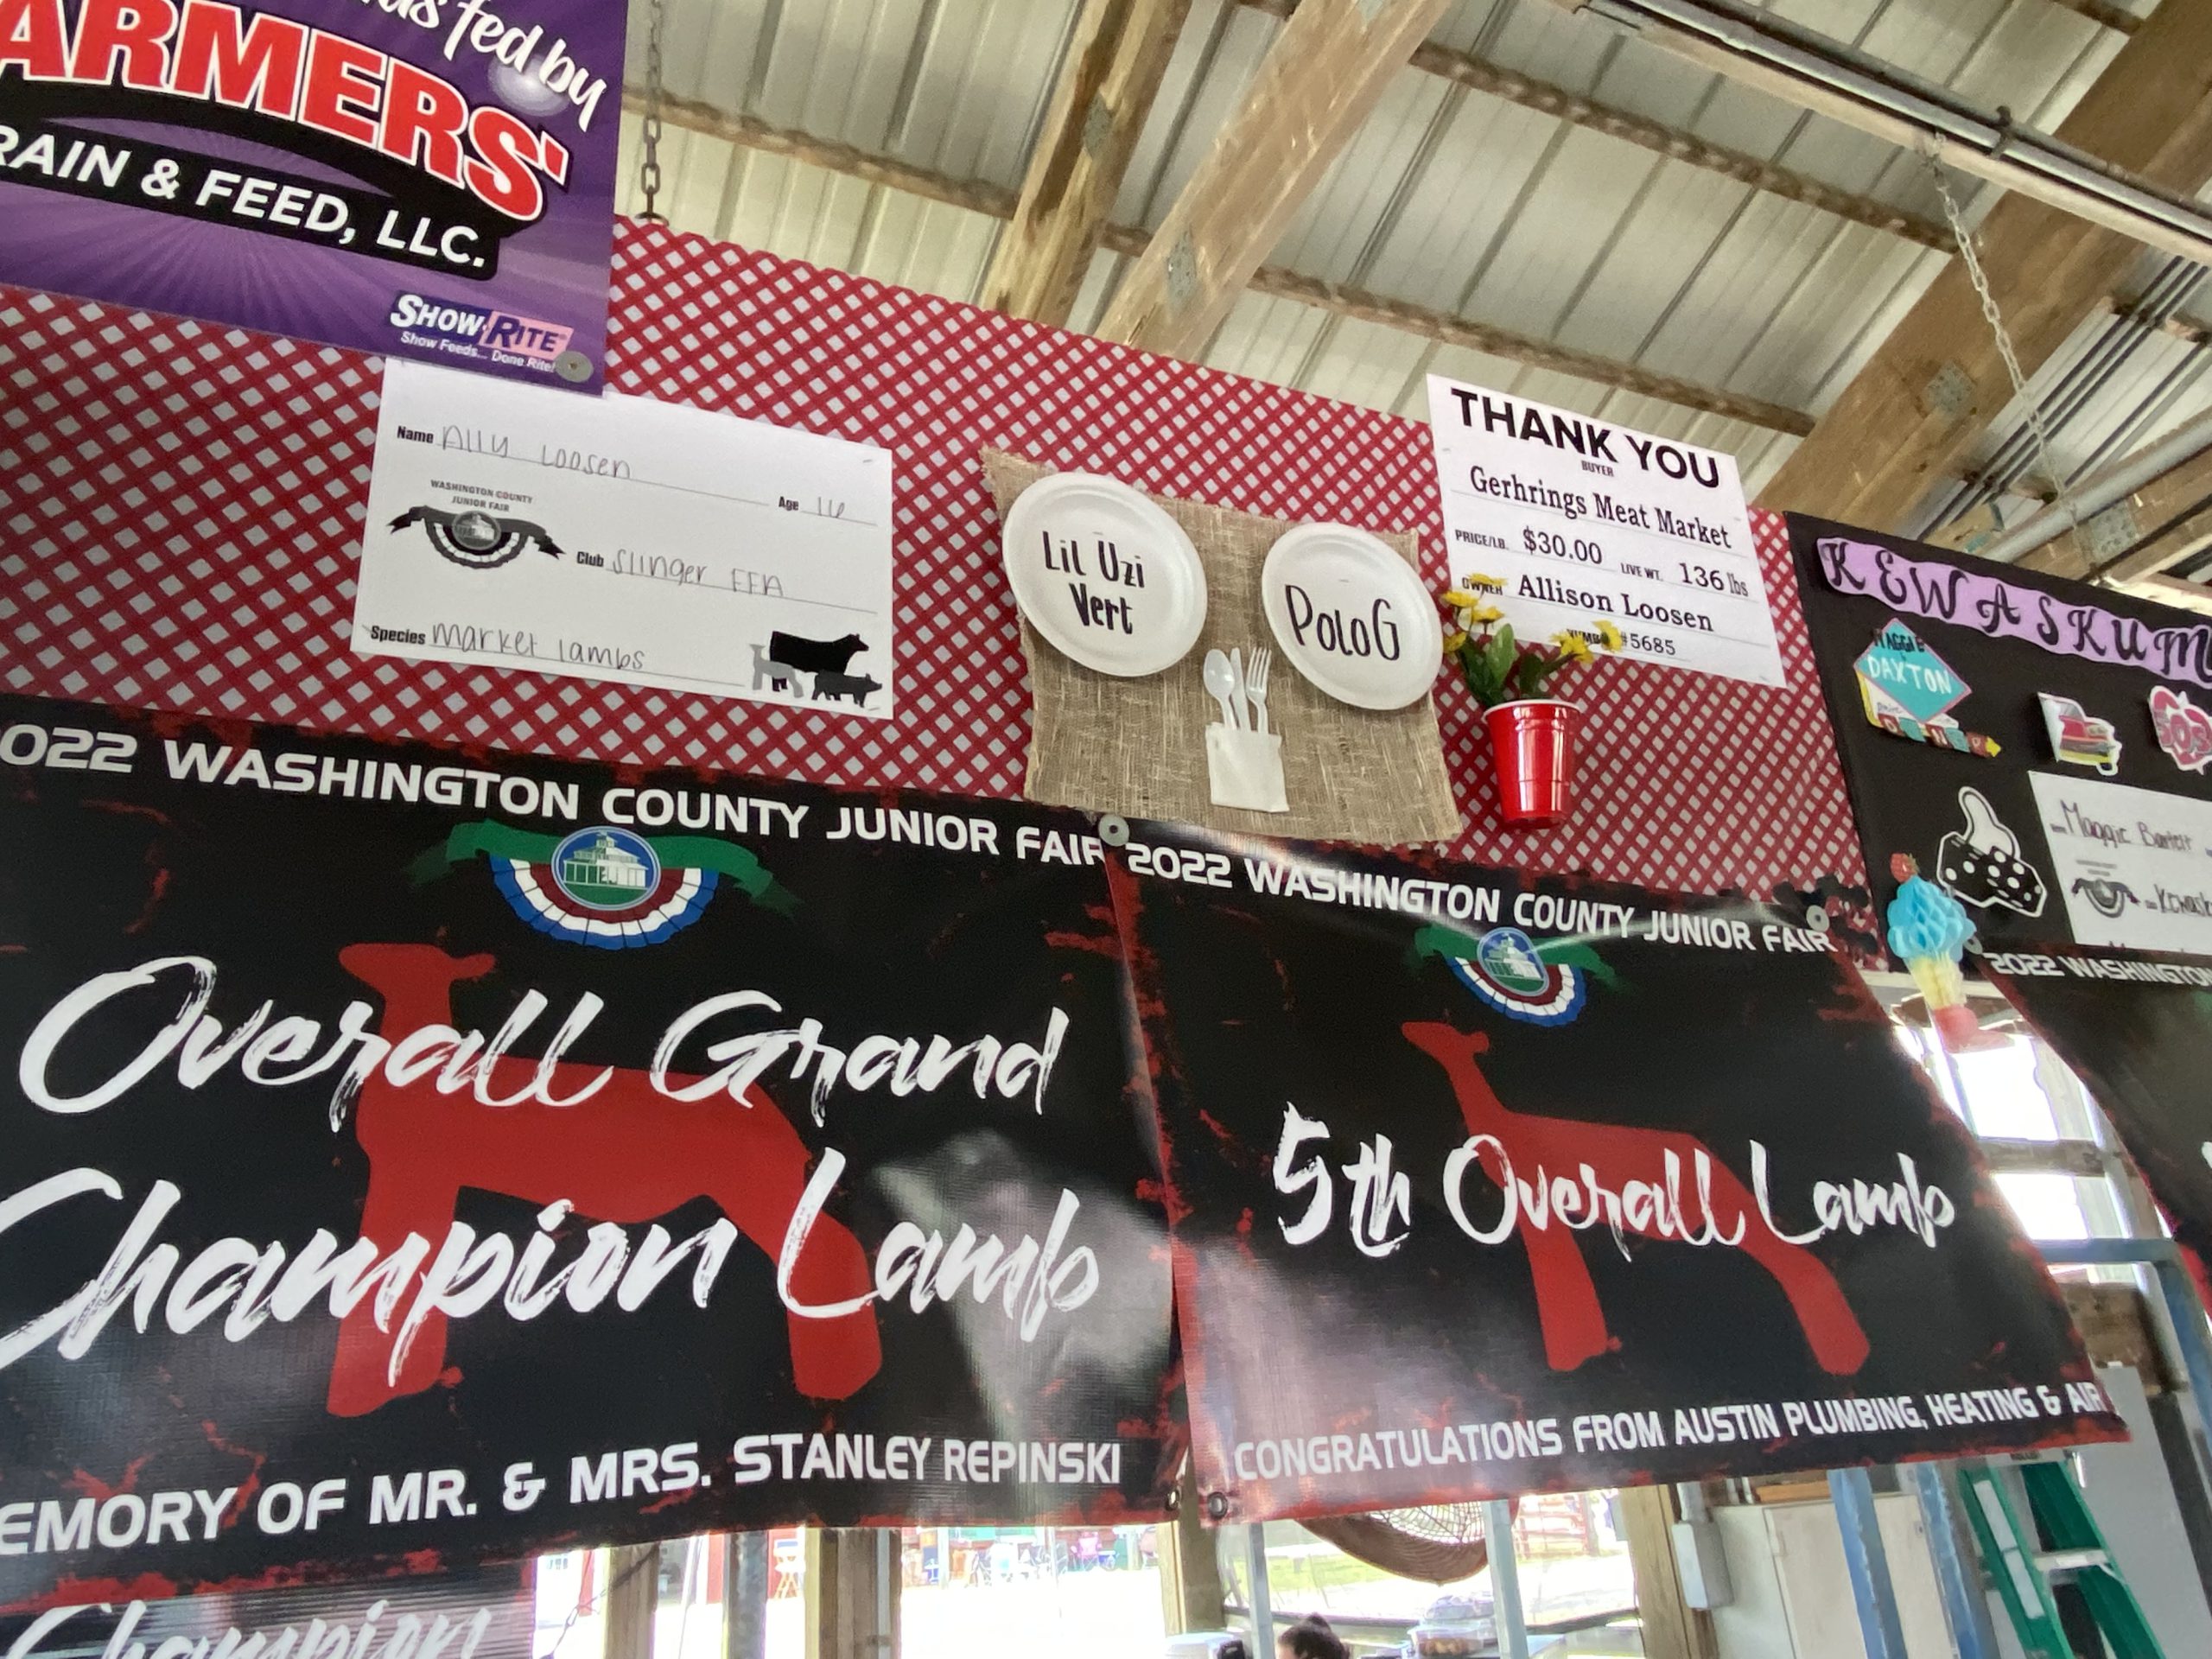 fed by
ARMERS'
RAIN & FEED, LLC.
SHOW-RITE
Show Feeds... Done Rite!
Name Ally Loosen
Age 16
WASHINGTON COUNTY
JUNIOR FAIR
Club Slinger FFA
Species market lambs
Lil Uzi
Vert
Polo G
THANK YOU
BUYER
Gerhrings Meat Market
PRICE/LB. $30.00 LIVE WT. 136 lbs
OWNER Allison Loosen
#5685
KEWASKUM
MAGGIE
DAXTON
Maggie
2022 WASHINGTON COUNTY JUNIOR FAIR
Overall Grand
Champion Lamb
EMORY OF MR. & MRS. STANLEY REPINSKI
2022 WASHINGTON COUNTY JUNIOR FAIR
5th Overall Lamb
CONGRATULATIONS FROM AUSTIN PLUMBING, HEATING & AIR
2022 WASHINGTON
Champion